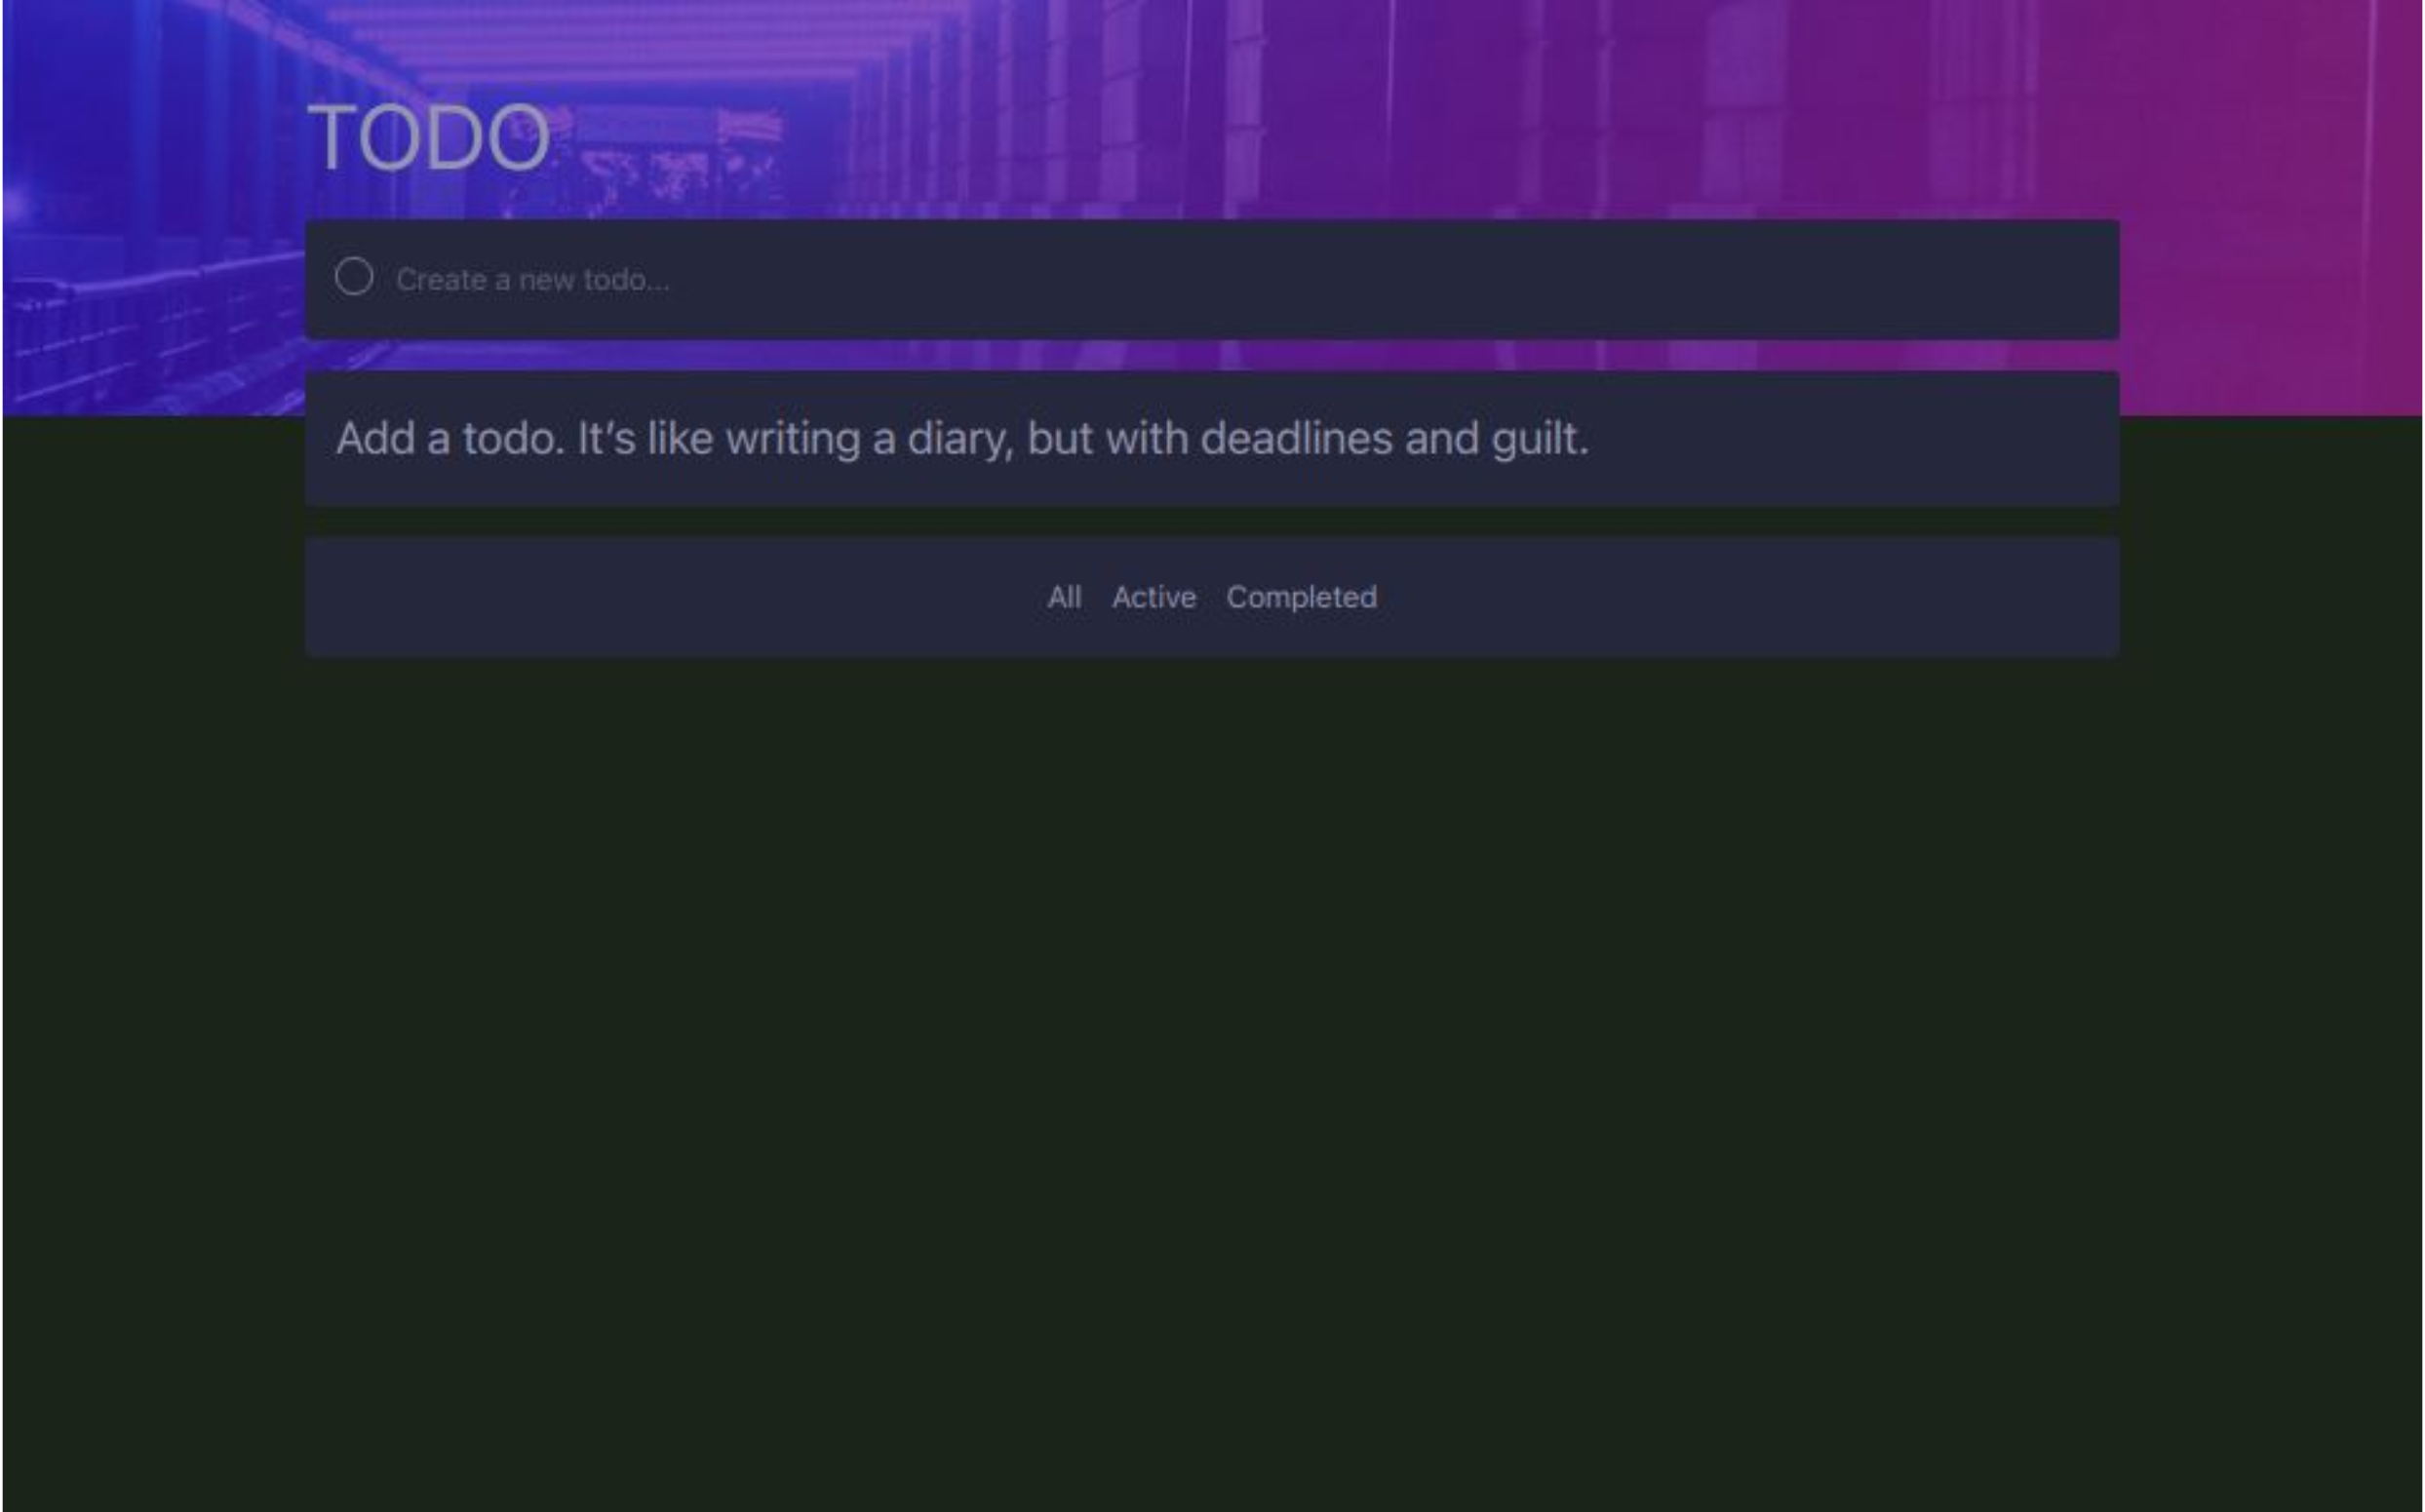 TODO
Create a new todo...
Add a todo. It’s like writing a diary, but with deadlines and guilt.
All Active Completed